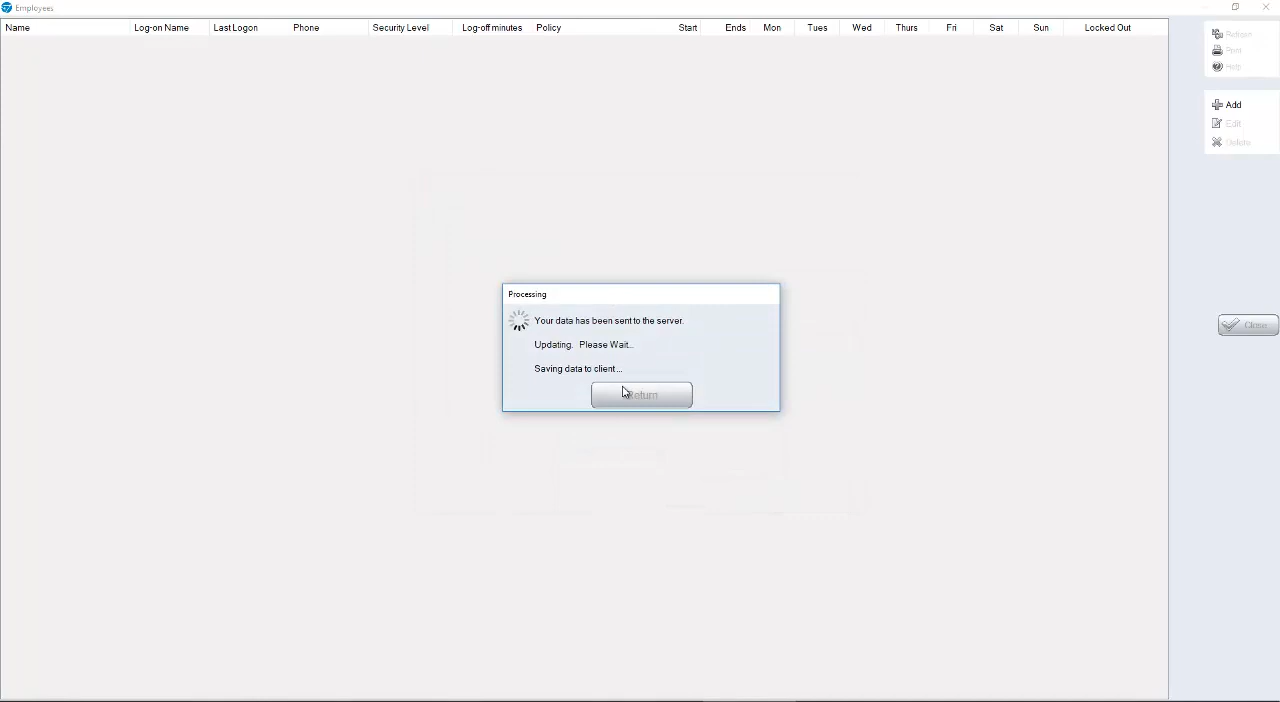 Employees
Name Log-on Name Last Logon Phone Security Level Log-off minutes Policy Start Ends Mon Tues Wed Thurs Fri Sat Sun Locked Out
Refresh
Print
Help
Add
Edit
Delete
Processing
Your data has been sent to the server.
Updating. Please Wait...
Saving data to client...
Return
Close